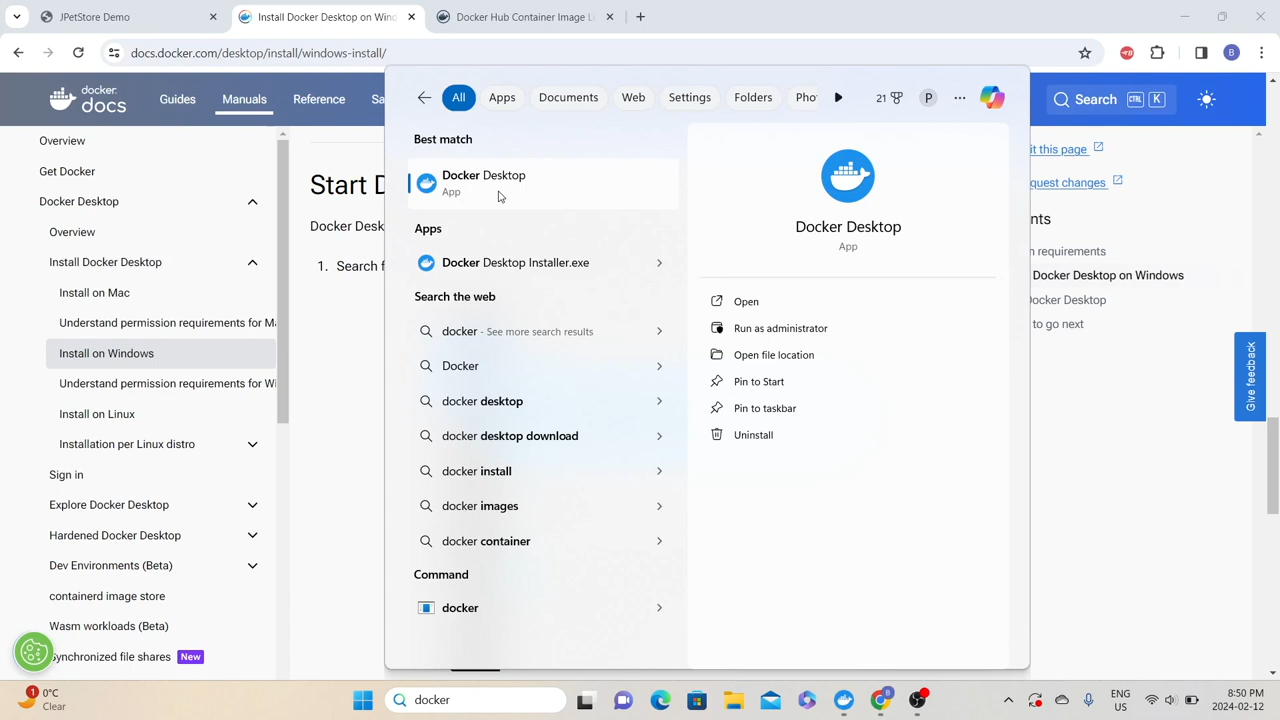 JPetStore Demo
Install Docker Desktop on Wind
Docker Hub Container Image Li
docs.docker.com/desktop/install/windows-install/
B
docker
docs
Guides
Manuals
Reference
Sa
Search
CTRL
K
Overview
Get Docker
Docker Desktop
Overview
Install Docker Desktop
Install on Mac
Understand permission requirements for Ma
Install on Windows
Understand permission requirements for Wi
Install on Linux
Installation per Linux distro
Sign in
Explore Docker Desktop
Hardened Docker Desktop
Dev Environments (Beta)
containerd image store
Wasm workloads (Beta)
ynchronized file shares
New
Start D
Docker Desk
1. Search f
All
Apps
Documents
Web
Settings
Folders
Pho
21
P
Best match
Docker Desktop
App
Apps
Docker Desktop Installer.exe
Search the web
docker - See more search results
Docker
docker desktop
docker desktop download
docker install
docker images
docker container
Command
docker
Docker Desktop
App
Open
Run as administrator
Open file location
Pin to Start
Pin to taskbar
Uninstall
it this page
quest changes
nts
n requirements
Docker Desktop on Windows
Docker Desktop
to go next
Give feedback
1
0°C
Clear
docker
B
ENG
US
8:50 PM
2024-02-12